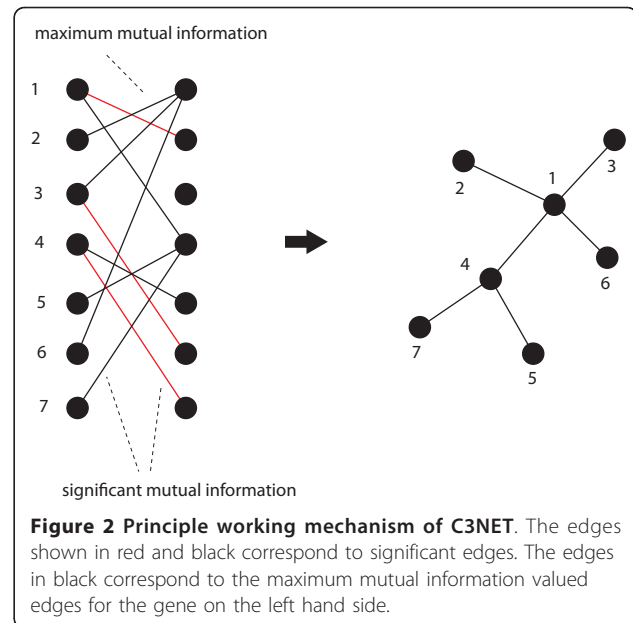 maximum mutual information
1
2
3
4
5
6
7
1
2
3
4
5
6
7
significant mutual information
Figure 2 Principle working mechanism of C3NET. The edges
shown in red and black correspond to significant edges. The edges
in black correspond to the maximum mutual information valued
edges for the gene on the left hand side.